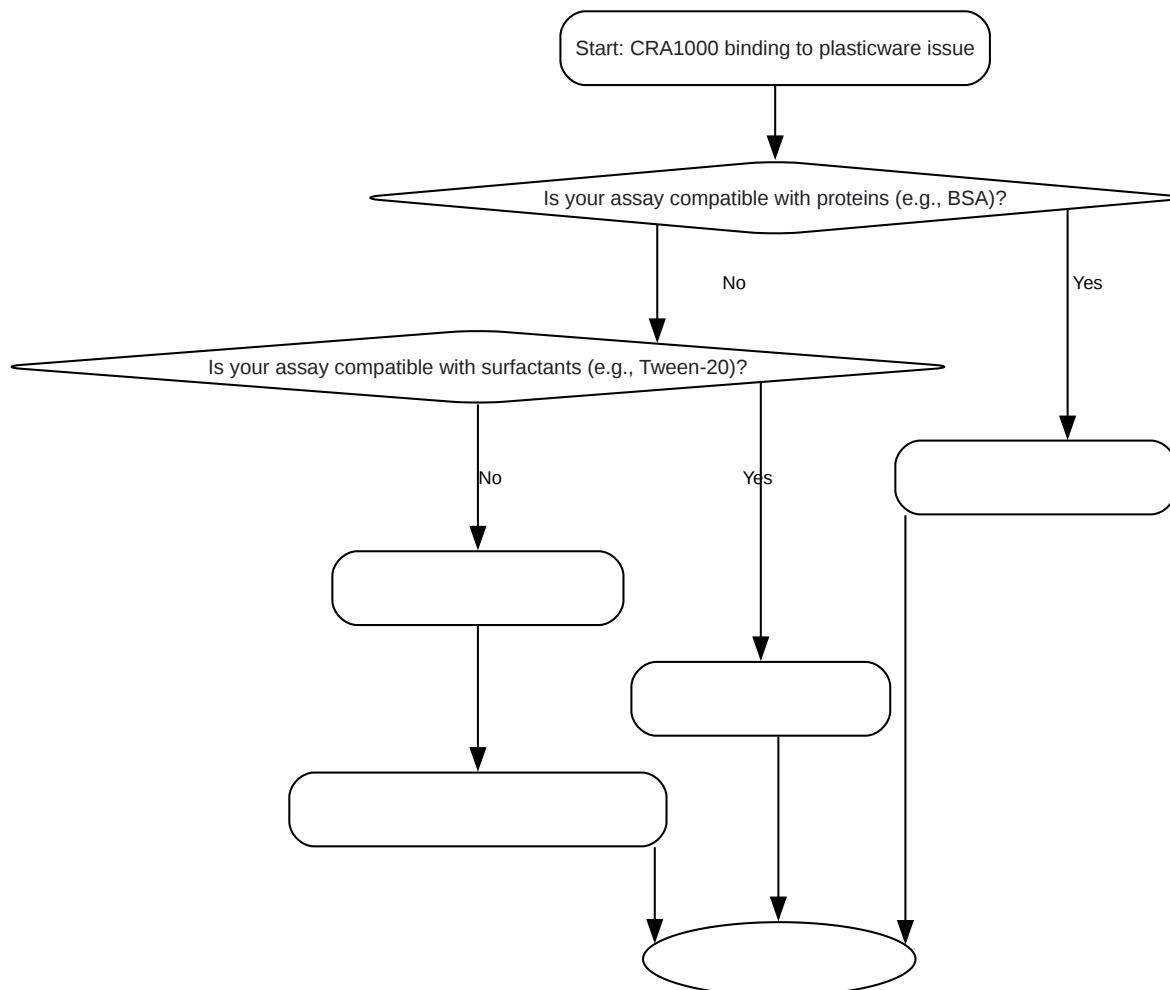 Start: CRA1000 binding to plasticware issue
Is your assay compatible with proteins (e.g., BSA)?
No
Yes
Is your assay compatible with surfactants (e.g., Tween-20)?
No
Yes